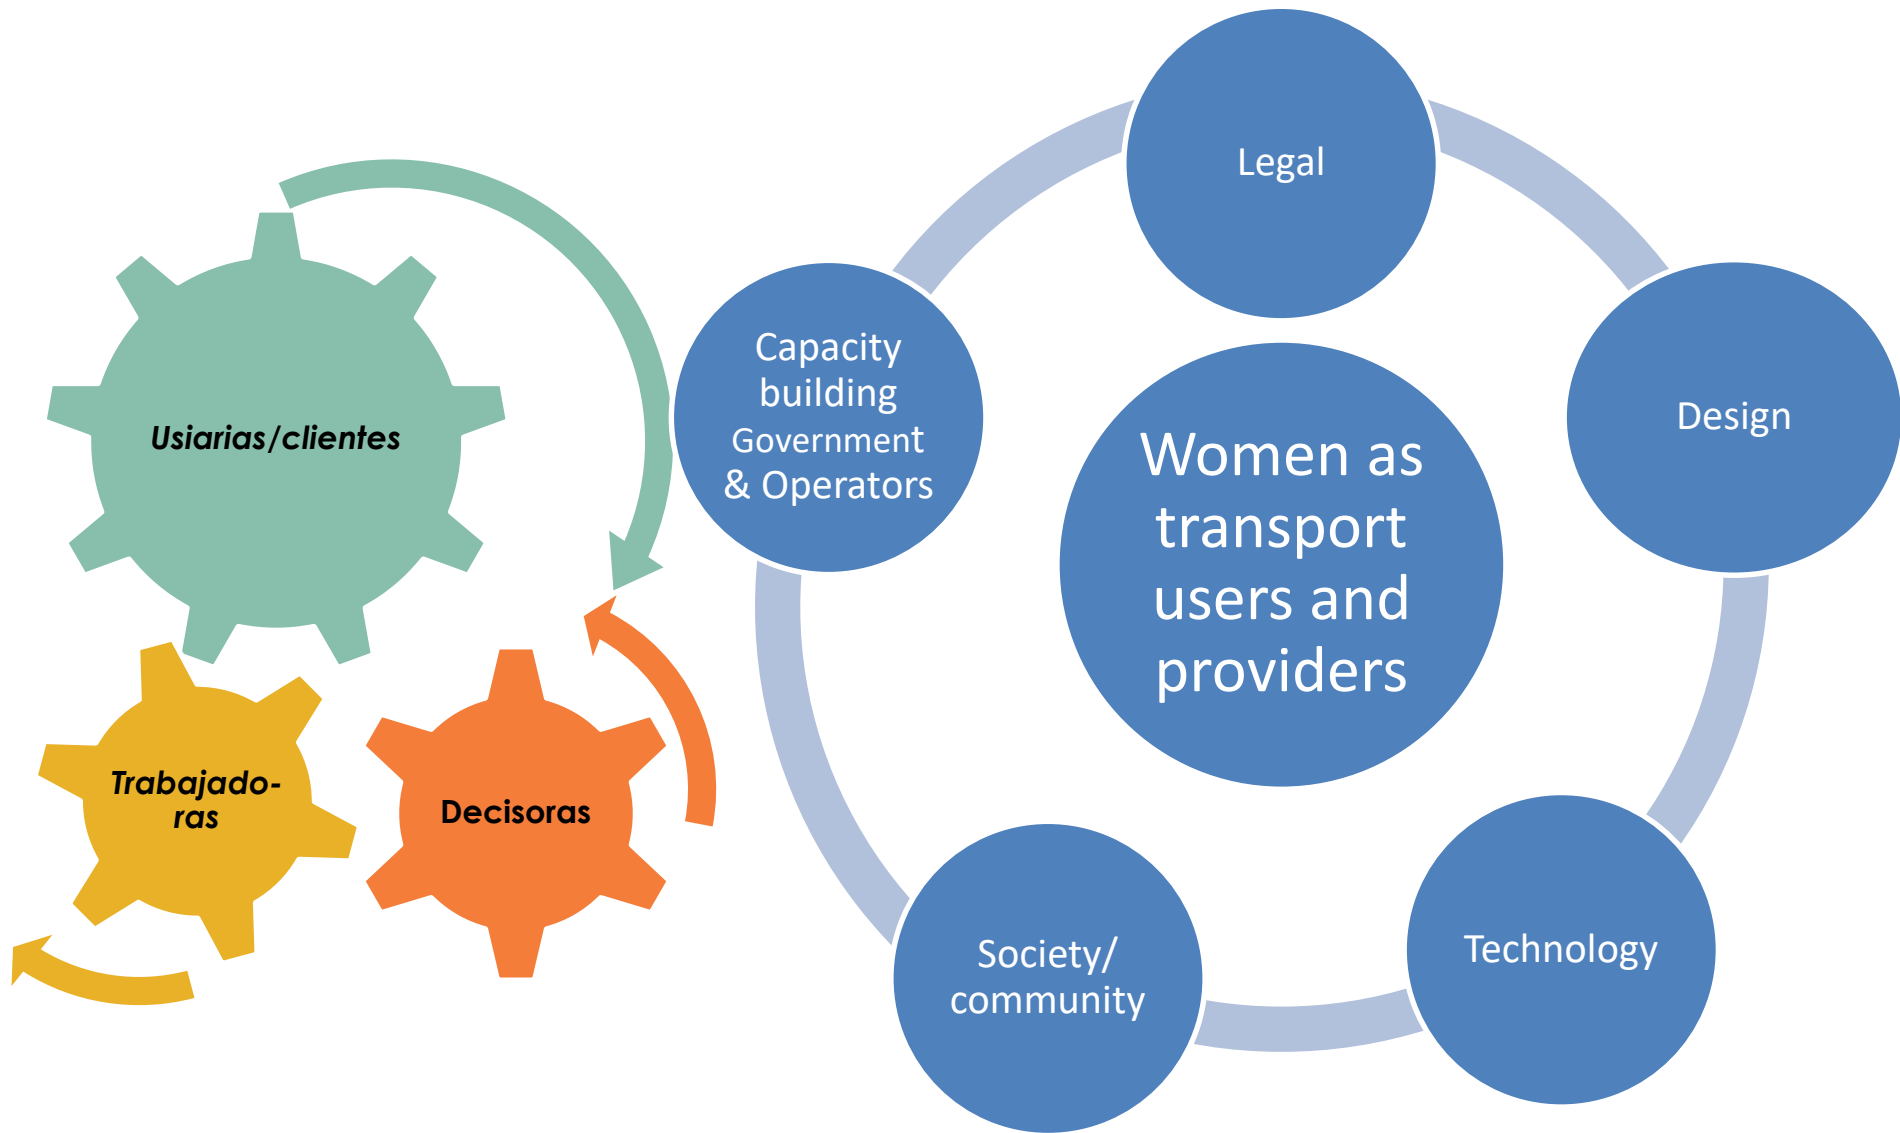 Usiarias/clientes
Trabajado-
ras
Decisoras
Legal
Capacity
building
Government
& Operators
Design
Women as
transport
users and
providers
Society/
community
Technology